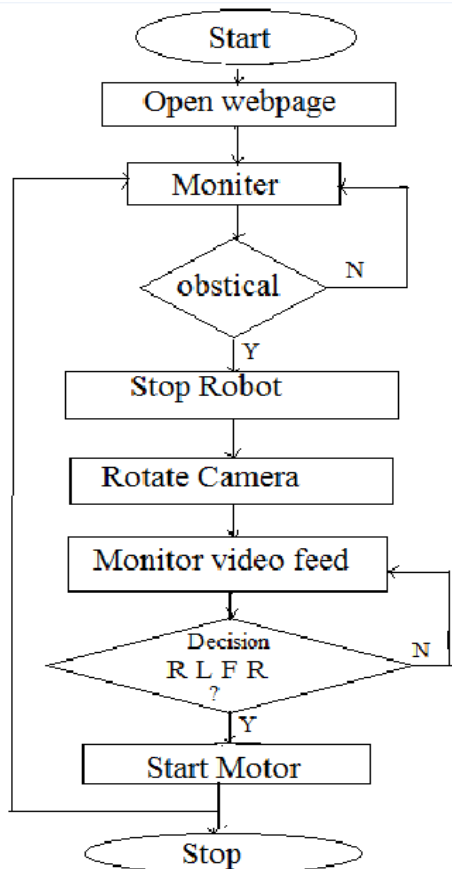 Start
Open webpage
Moniter
obstical
N
Y
Stop Robot
Rotate Camera
Monitor video feed
Decision
R L F R
?
N
Y
Start Motor
Stop